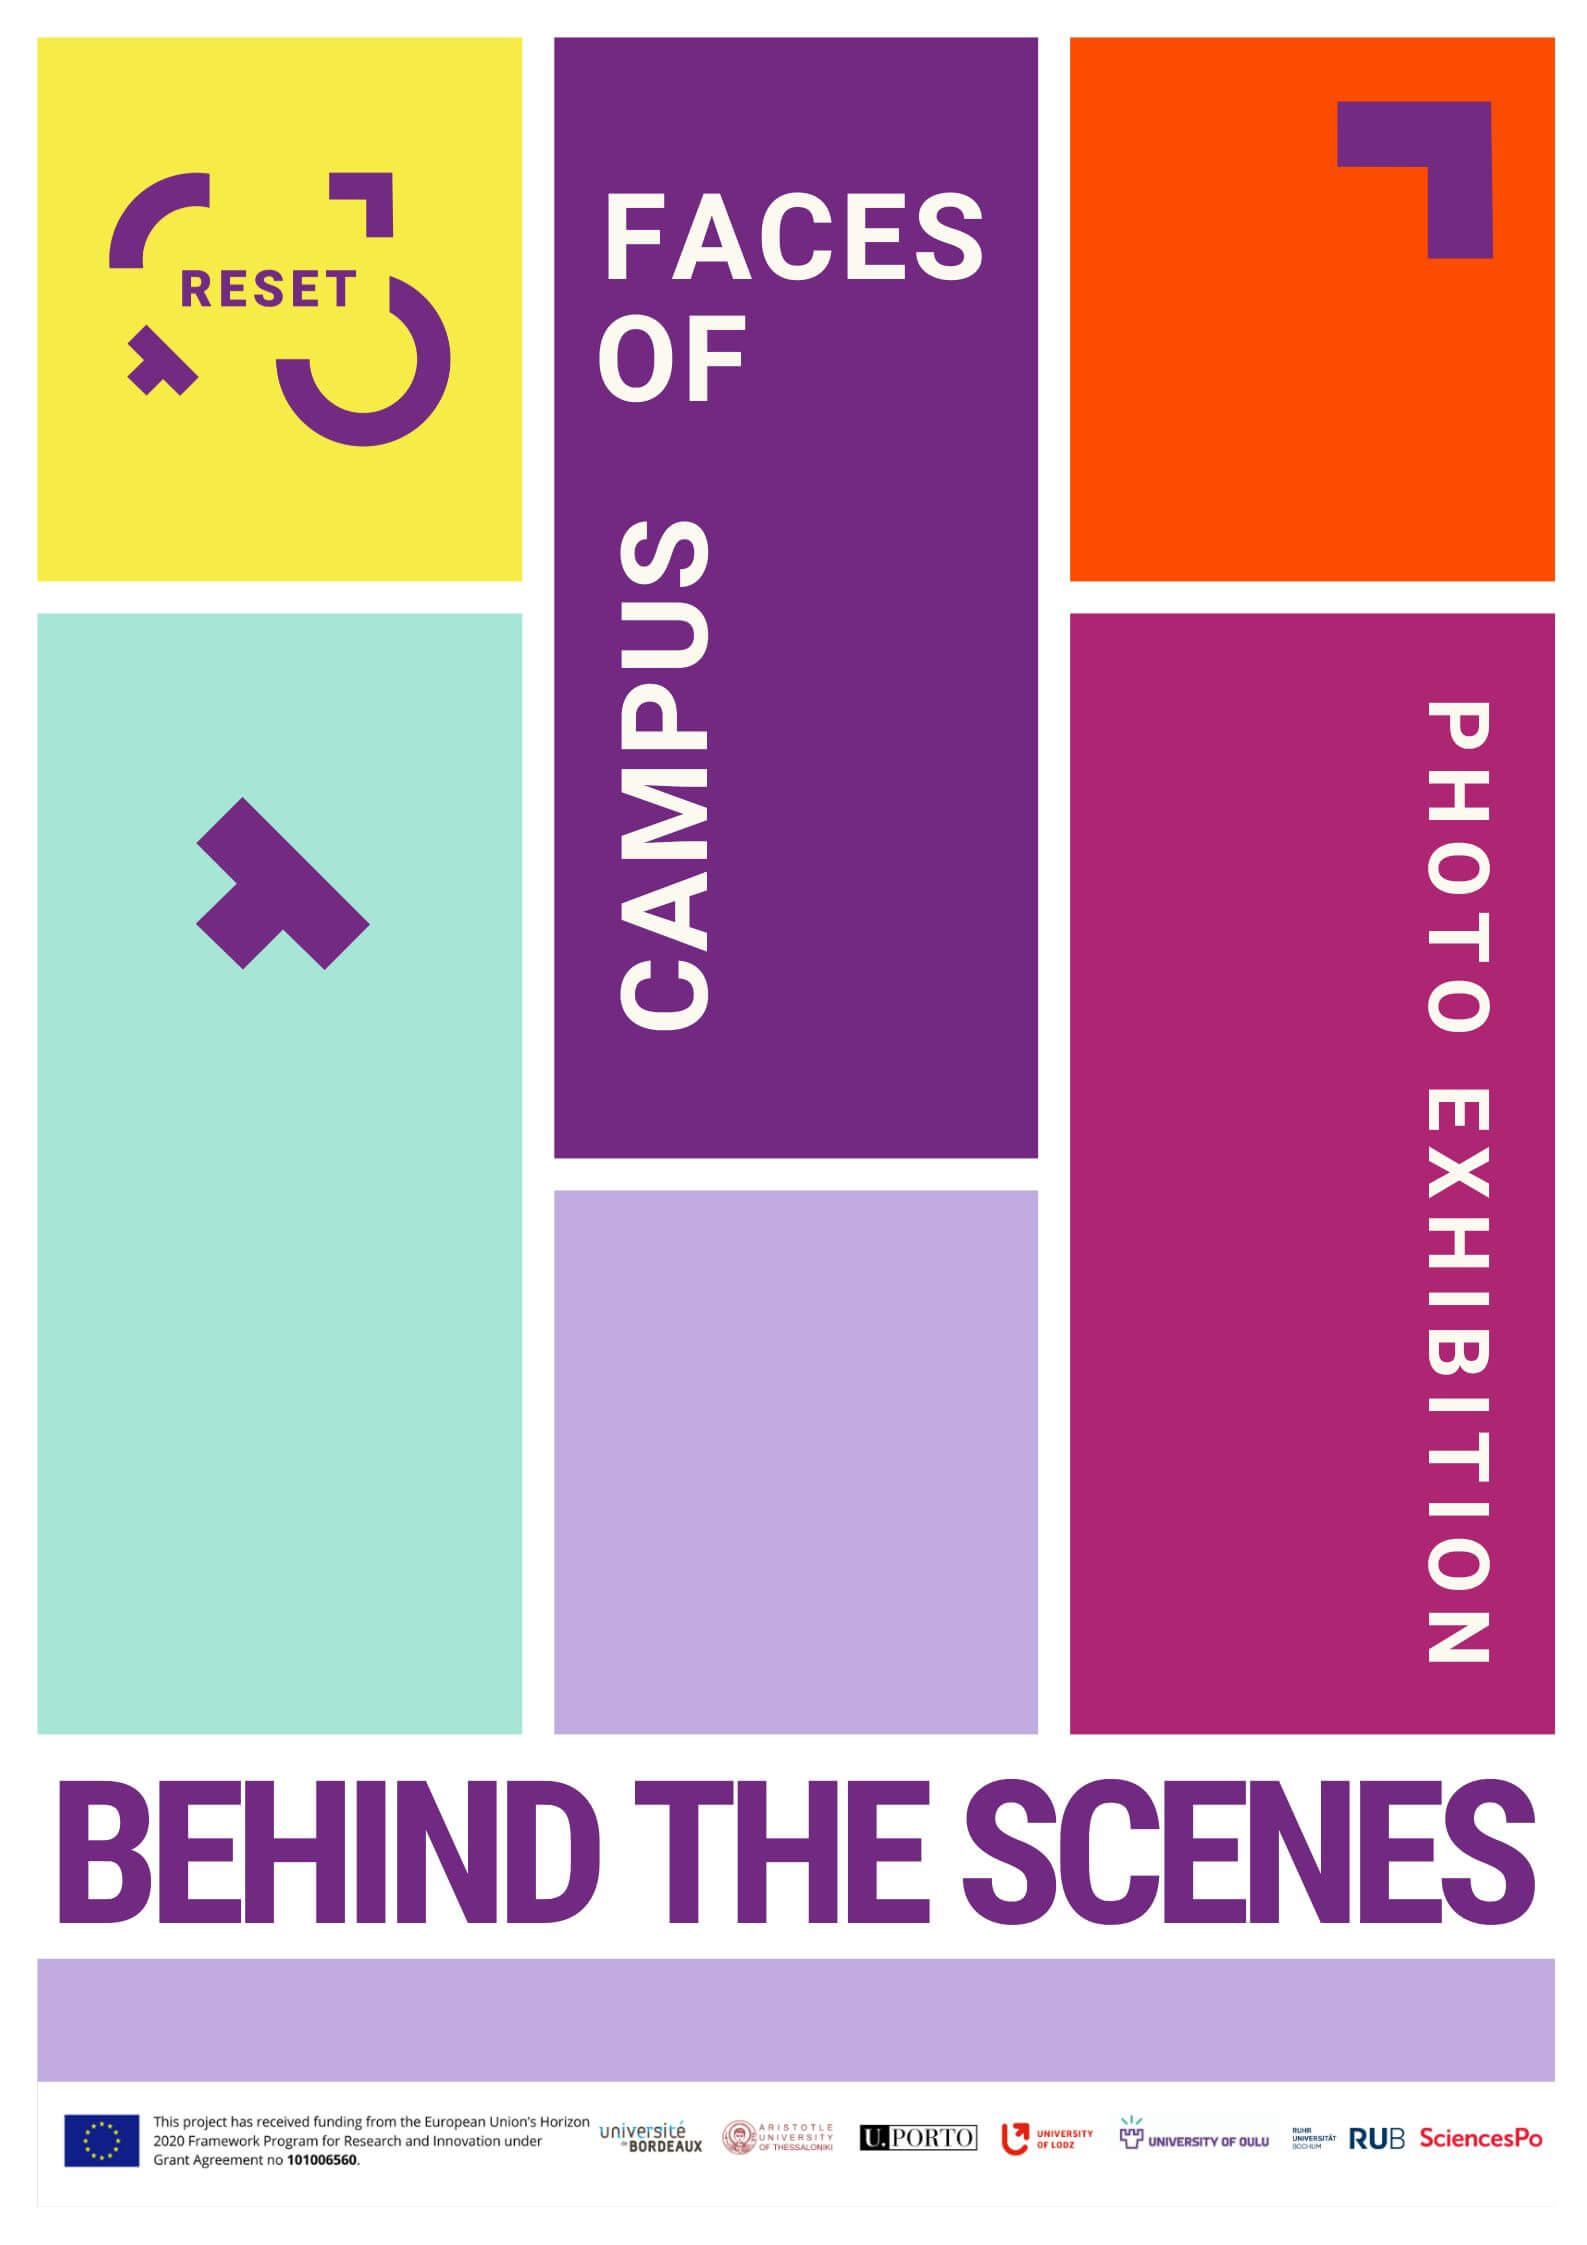 RESET
FACES
OF
CAMPUS
PHOTO EXHIBITION
BEHIND THE SCENES
This project has received funding from the European Union's Horizon
2020 Framework Program for Research and Innovation under
Grant Agreement no 101006560.
université
de BORDEAUX
ARISTOTLE
UNIVERSITY
OF THESSALONIKI
U.PORTO
UNIVERSITY
OF LODZ
UNIVERSITY OF OULU
RUHR
UNIVERSITÄT
BOCHUM
RUB
SciencesPo